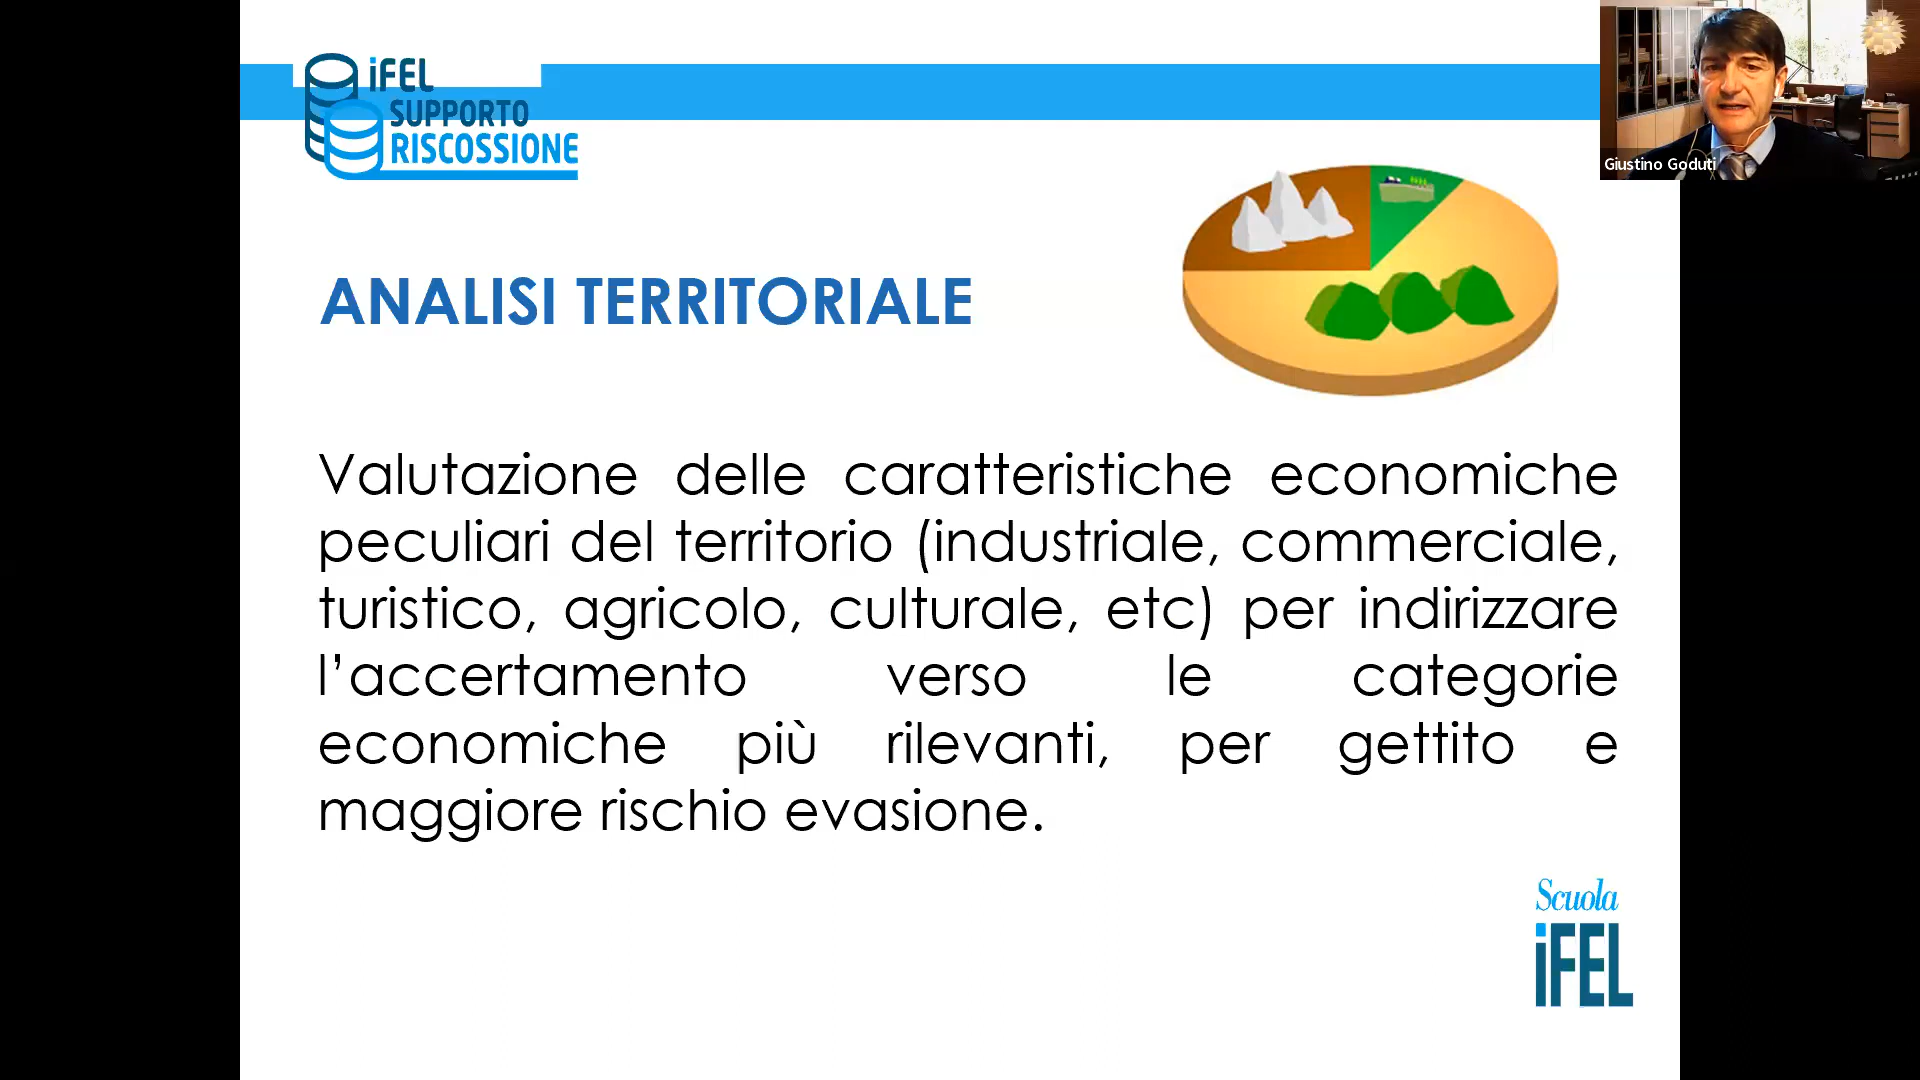 iFEL
SUPPORTO
RISCOSSIONE
Giustino Goduti
ANALISI TERRITORIALE
Valutazione delle caratteristiche economiche
peculiari del territorio (industriale, commerciale,
turistico, agricolo, culturale, etc) per indirizzare
l’accertamento verso le categorie
economiche più rilevanti, per gettito e
maggiore rischio evasione.
Scuola
iFEL